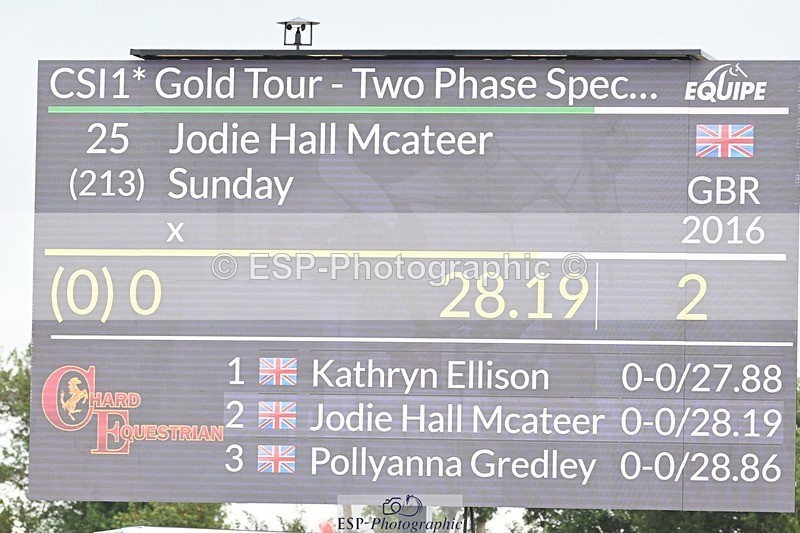 CSI1* Gold Tour - Two Phase Spec...
EQUIPE
25 Jodie Hall Mcateer
(213) Sunday GBR
x 2016
© ESP-Photographic ©
(0) 0 28.19 2
CHARD
EQUESTRIAN
1 Kathryn Ellison 0-0/27.88
2 Jodie Hall Mcateer 0-0/28.19
3 Pollyanna Gredley 0-0/28.86
ESP-Photographic